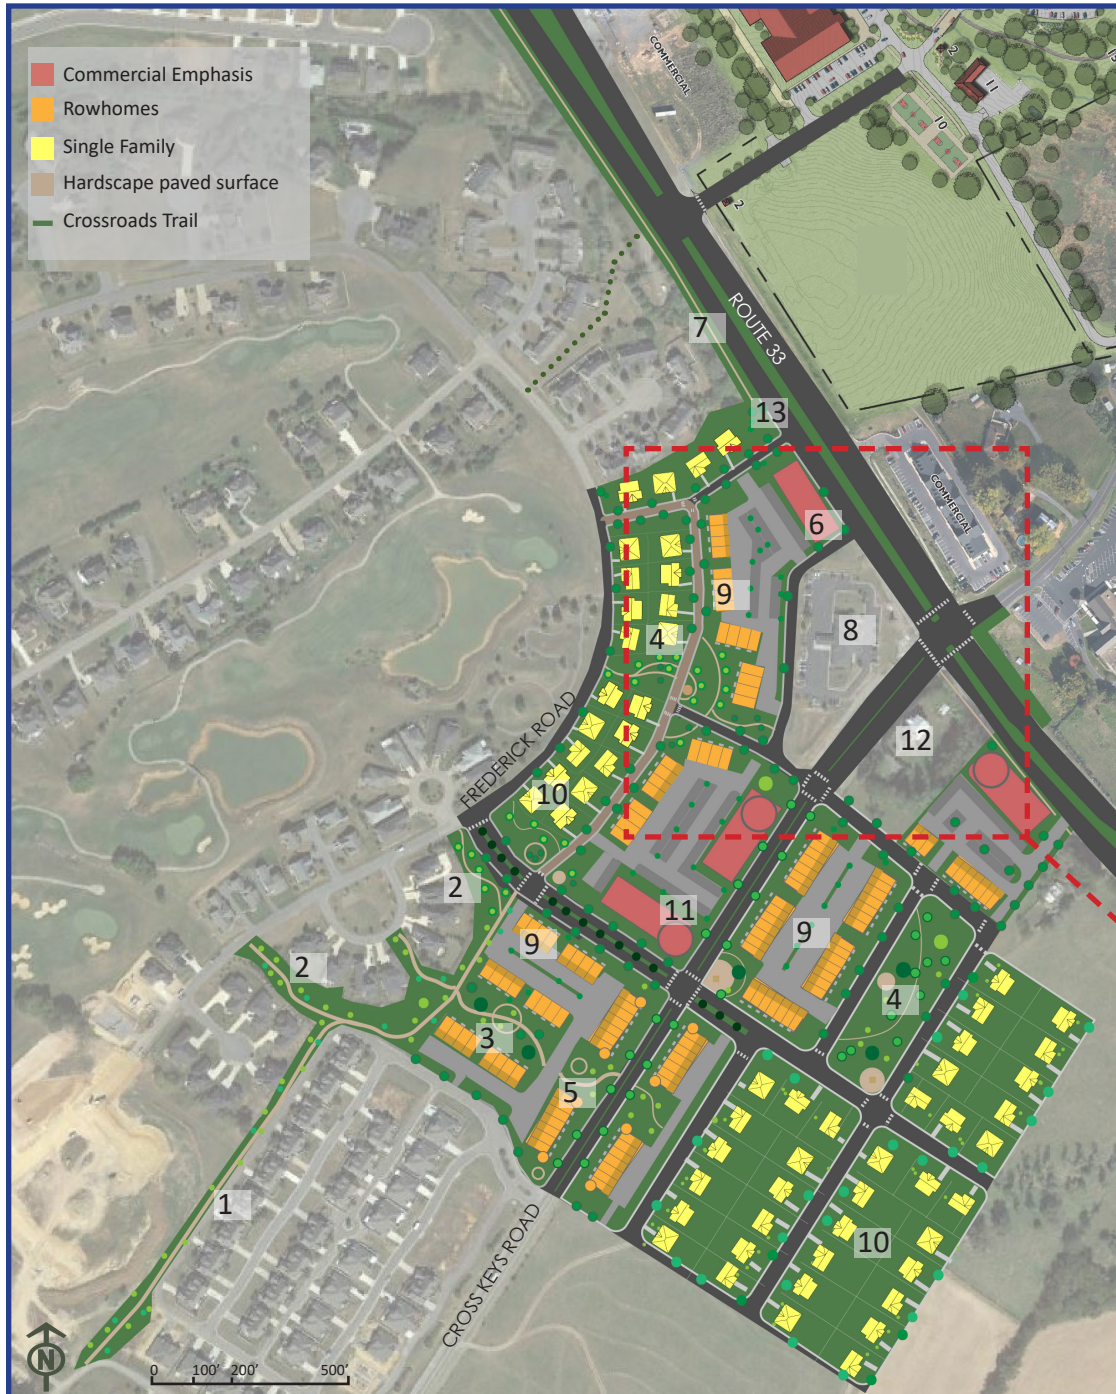 Commercial Emphasis
Rowhomes
Single Family
Hardscape paved surface
Crossroads Trail
COMMERCIAL
2
11
10
2
ROUTE 33
7
13
COMMERCIAL
6
9
8
4
12
FREDERICK ROAD
10
2
11
9
9
2
4
3
5
1
10
CROSS KEYS ROAD
N
0 100' 200' 500'